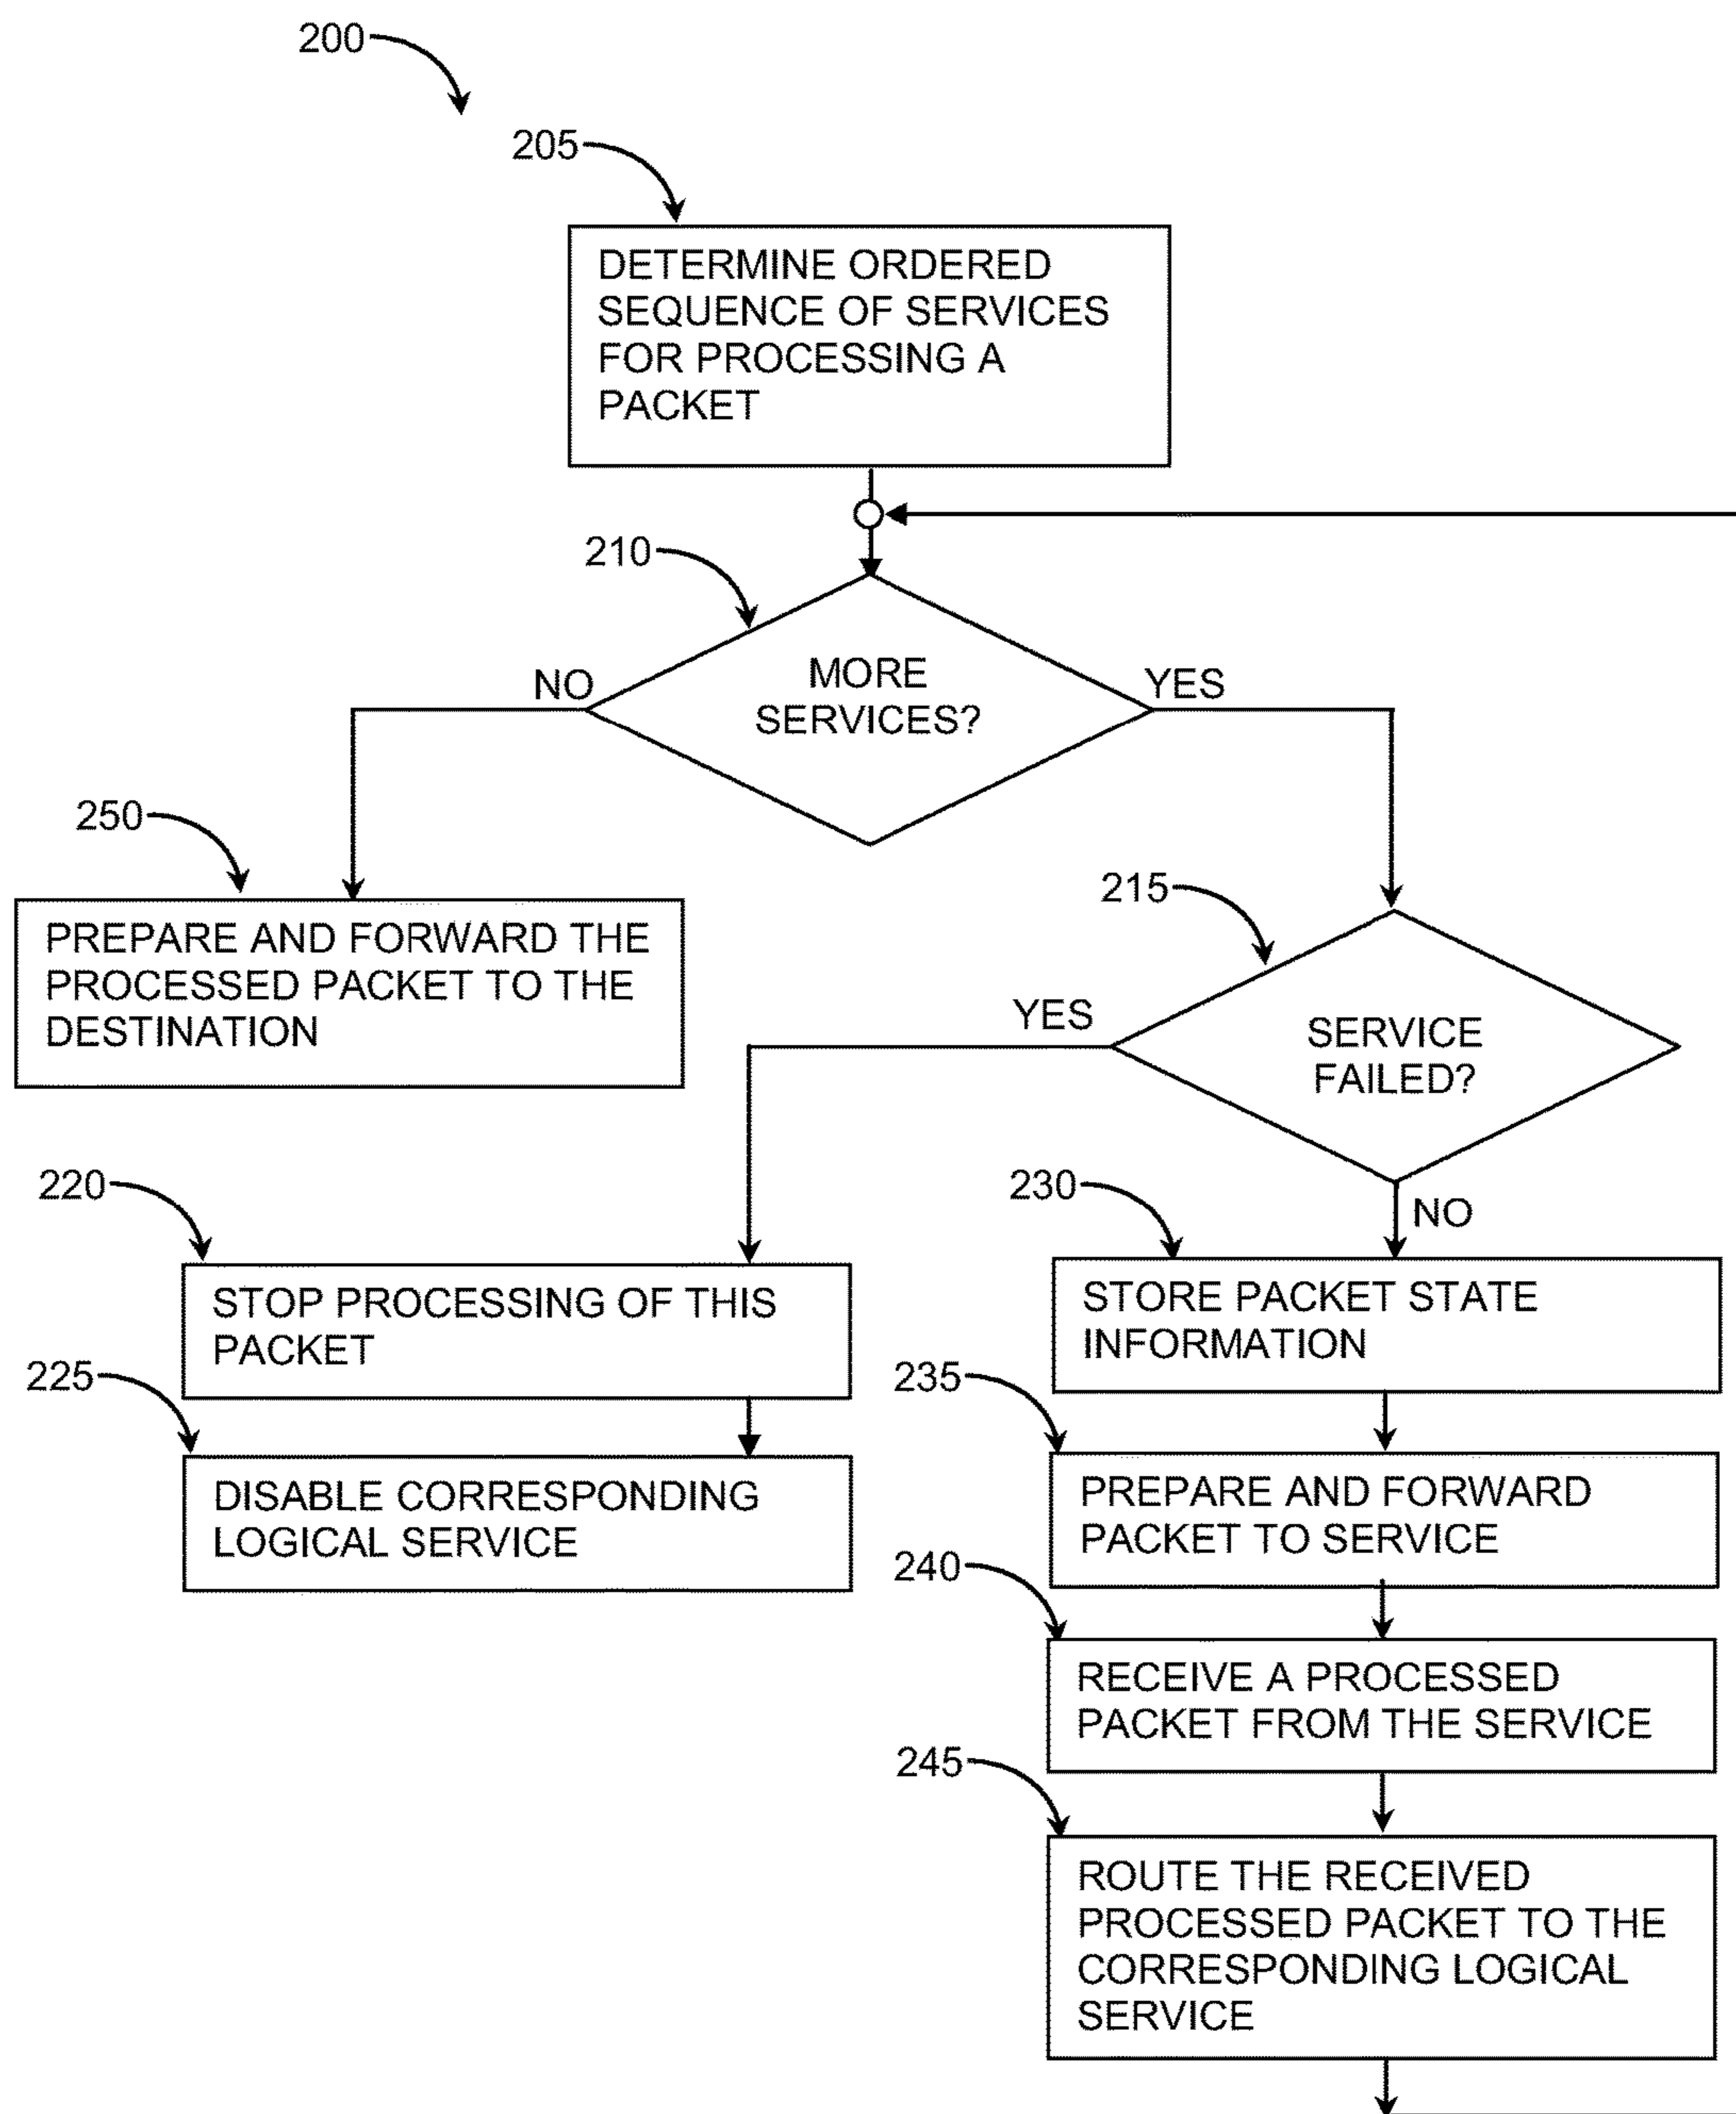 200
205
DETERMINE ORDERED
SEQUENCE OF SERVICES
FOR PROCESSING A
PACKET
210
MORE
SERVICES?
NO
YES
250
PREPARE AND FORWARD THE
PROCESSED PACKET TO THE
DESTINATION
215
SERVICE
FAILED?
YES
NO
220
STOP PROCESSING OF THIS
PACKET
225
DISABLE CORRESPONDING
LOGICAL SERVICE
230
STORE PACKET STATE
INFORMATION
235
PREPARE AND FORWARD
PACKET TO SERVICE
240
RECEIVE A PROCESSED
PACKET FROM THE SERVICE
245
ROUTE THE RECEIVED
PROCESSED PACKET TO THE
CORRESPONDING LOGICAL
SERVICE